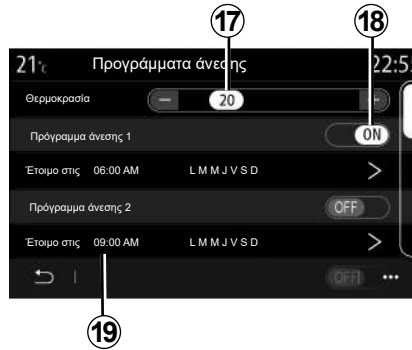 17 18
21°c Προγράμματα άνεσης 22:5
Θερμοκρασία − 20 +
Πρόγραμμα άνεσης 1 ON
Έτοιμο στις 06:00 AM L M M J V S D >
Πρόγραμμα άνεσης 2 OFF
Έτοιμο στις 09:00 AM L M M J V S D >
OFF •••
19